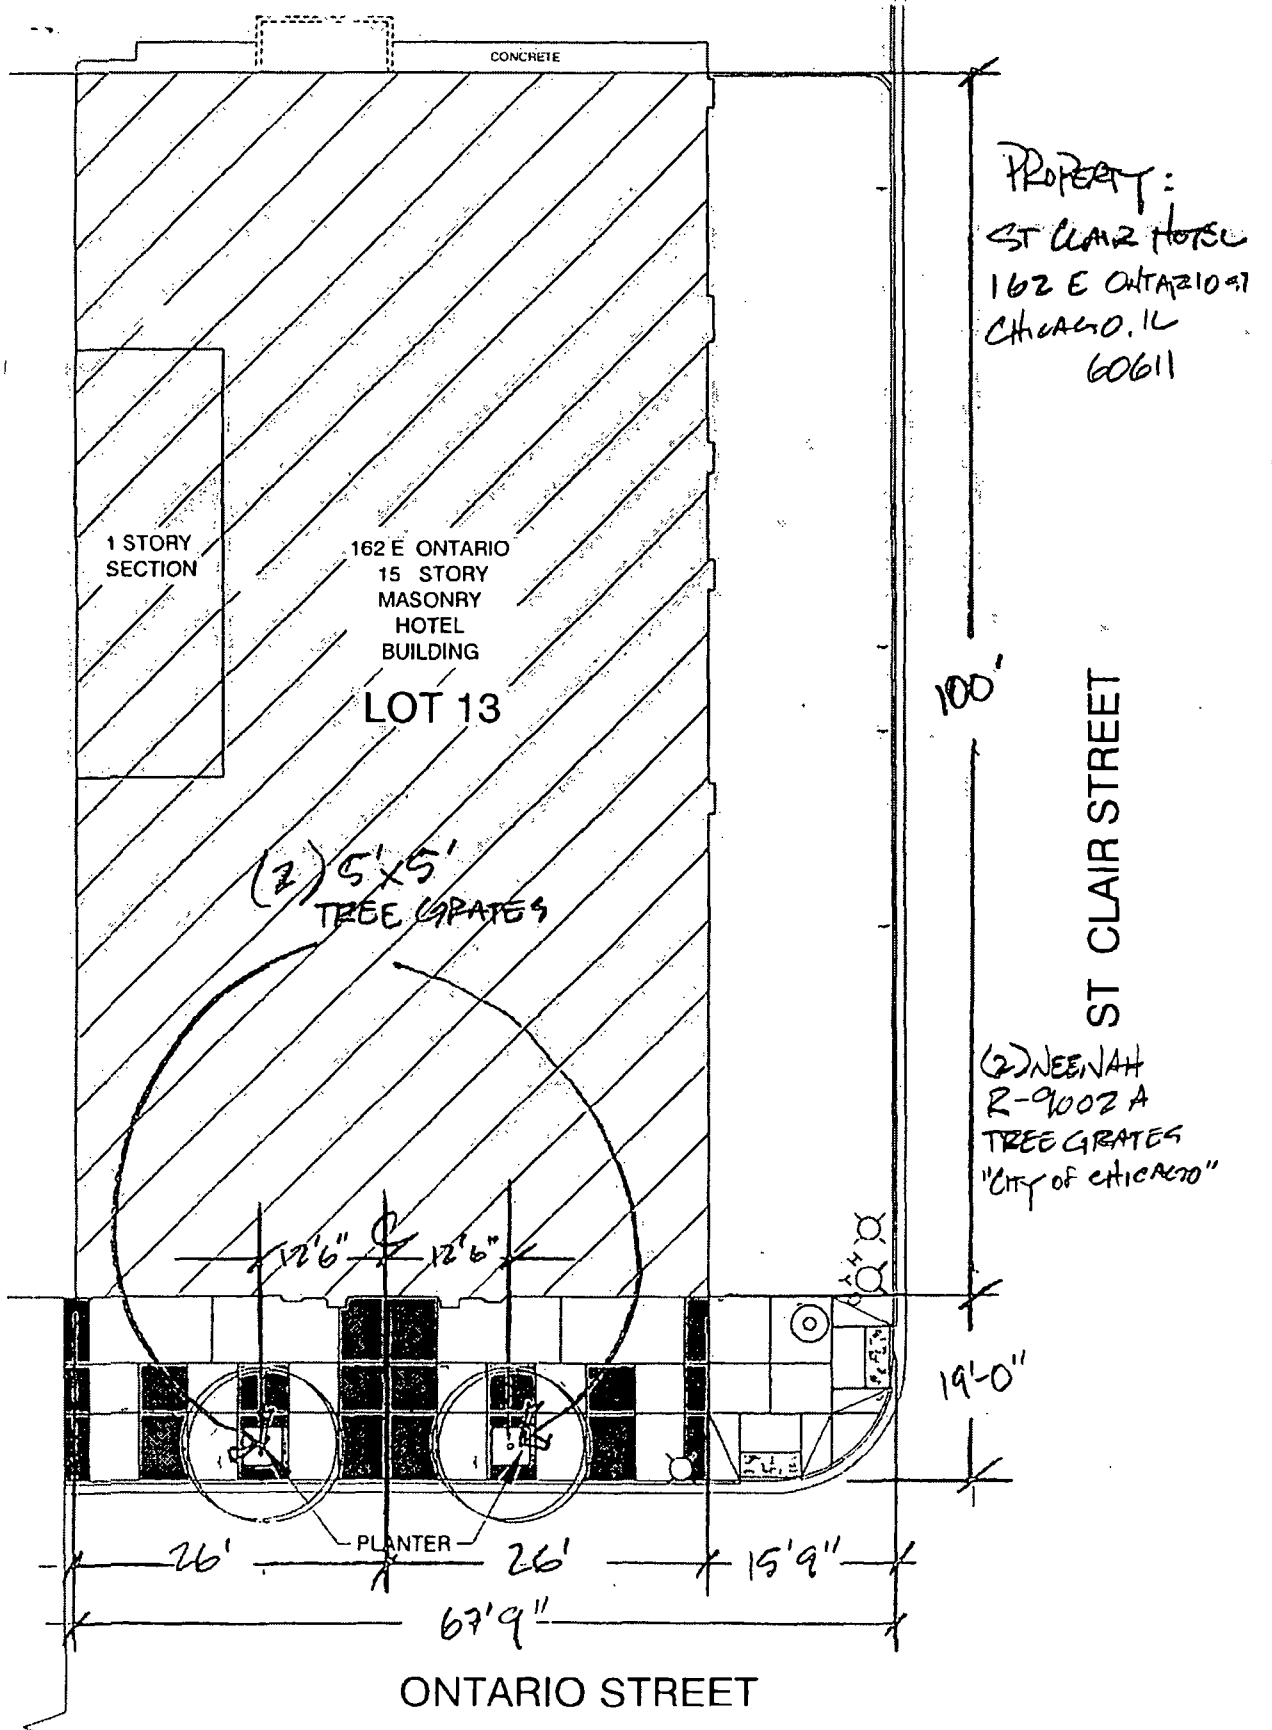 CONCRETE
PROPERTY:
ST CLAIR HOTEL
162 E ONTARIO ST
CHICAGO, IL
60611
1 STORY
SECTION
162 E ONTARIO
15 STORY
MASONRY
HOTEL
BUILDING
LOT 13
100'
ST CLAIR STREET
(2) 5'x5'
TREE GRATES
(2) NEENAH
R-9002 A
TREE GRATES
"CITY OF CHICAGO"
12'6" CL 12'6"
19'-0"
PLANTER
26' 26' 15'9"
67'9"
ONTARIO STREET